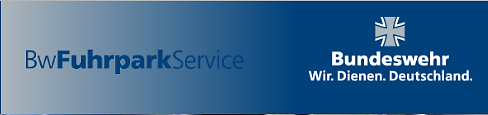 BwFuhrparkService
Bundeswehr
Wir. Dienen. Deutschland.